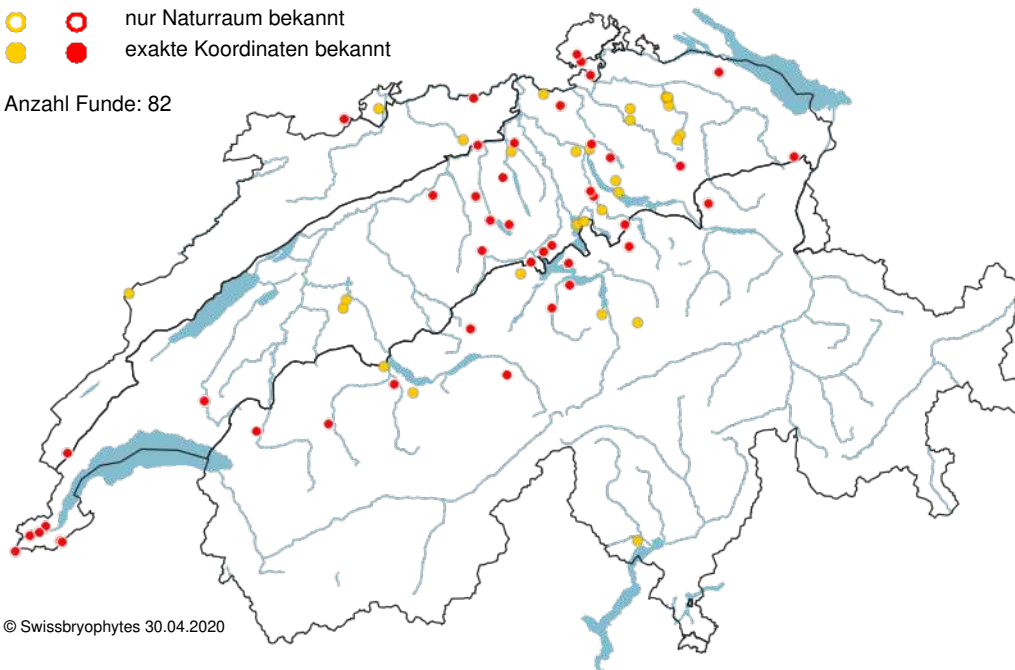 nur Naturraum bekannt
exakte Koordinaten bekannt
Anzahl Funde: 82
© Swissbryophytes 30.04.2020